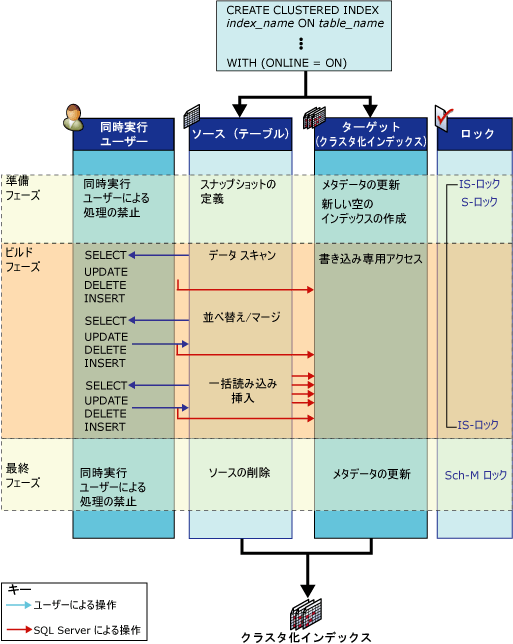 CREATE CLUSTERED INDEX
index_name ON table_name
WITH (ONLINE = ON)
同時実行
ユーザー
ソース (テーブル)
ターゲット
(クラスタ化インデックス)
ロック
準備
フェーズ
同時実行
ユーザーによる
処理の禁止
スナップショットの
定義
メタデータの更新
新しい空の
インデックスの作成
IS-ロック
S-ロック
ビルド
フェーズ
SELECT
UPDATE
DELETE
INSERT
データ スキャン
書き込み専用アクセス
SELECT
UPDATE
DELETE
INSERT
並べ替え/マージ
SELECT
UPDATE
DELETE
INSERT
一括読み込み
挿入
IS-ロック
最終
フェーズ
同時実行
ユーザーによる
処理の禁止
ソースの削除
メタデータの更新
Sch-M ロック
キー
ユーザーによる操作
SQL Server による操作
クラスタ化インデックス